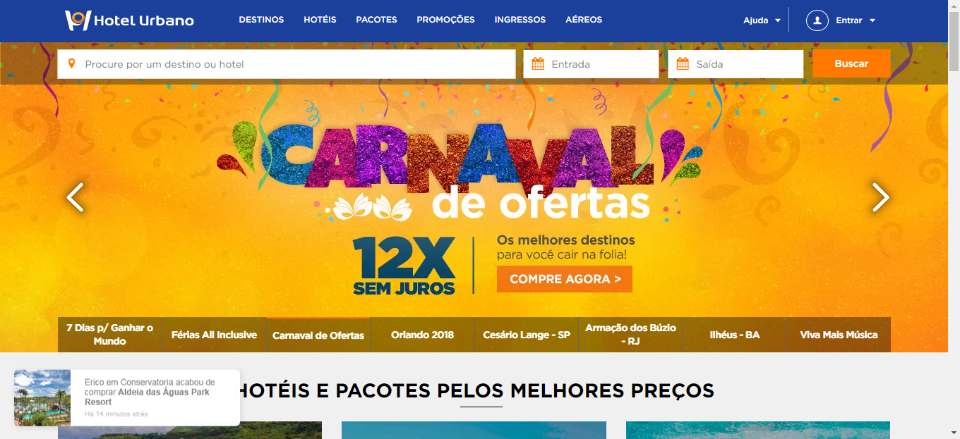 Hotel Urbano
DESTINOS HOTÉIS PACOTES PROMOÇÕES INGRESSOS AÉREOS
Ajuda Entrar
Procure por um destino ou hotel
Entrada
Saída
Buscar
CARNAVAL
de ofertas
12X
SEM JUROS
Os melhores destinos
para você cair na folia!
COMPRE AGORA >
7 Dias p/ Ganhar o
Mundo
Férias All Inclusive
Carnaval de Ofertas
Orlando 2018
Cesário Lange - SP
Armação dos Búzio
- RJ
Ilhéus - BA
Viva Mais Música
Erico em Conservatoria acabou de
comprar Aldeia das Águas Park
Resort
Há 14 minutos atrás
HOTÉIS E PACOTES PELOS MELHORES PREÇOS